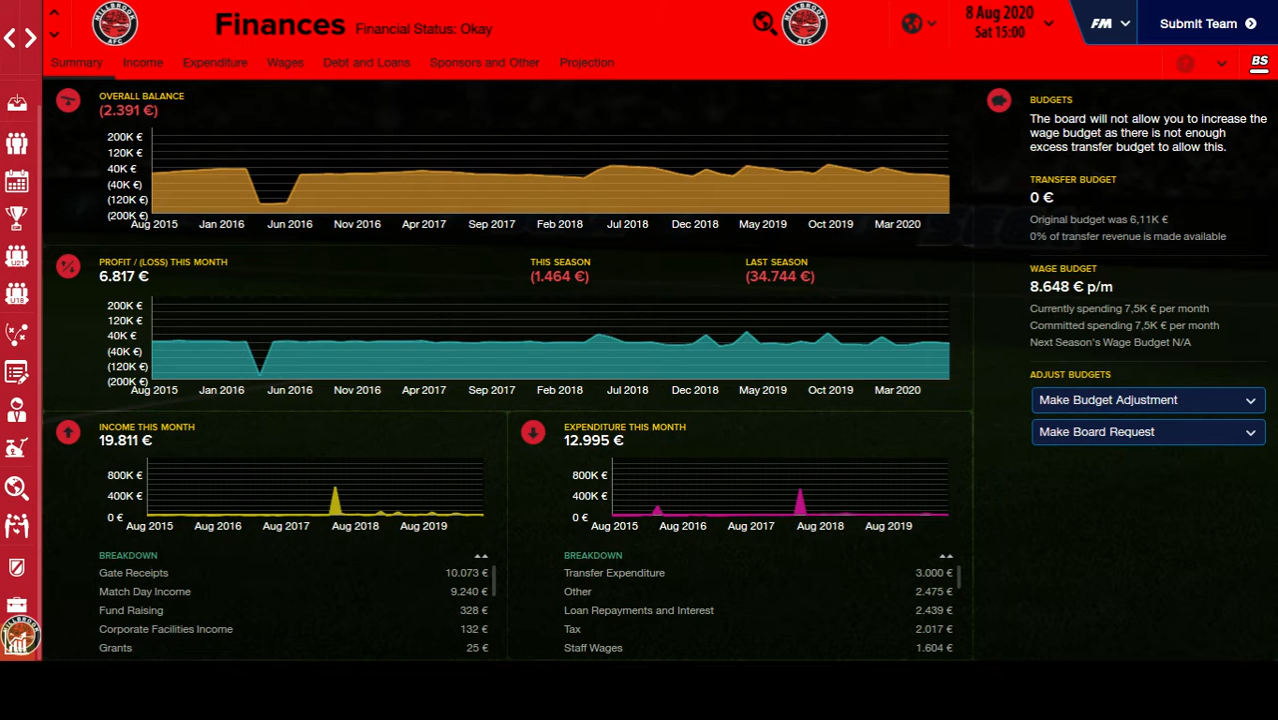 MILLBROOK AFC
Finances
Financial Status: Okay
MILLBROOK AFC
8 Aug 2020
Sat 15:00
FM
Submit Team
Summary
Income
Expenditure
Wages
Debt and Loans
Sponsors and Other
Projection
BS
OVERALL BALANCE
(2.391 €)
200K €
120K €
40K €
(40K €)
(120K €)
(200K €)
Aug 2015 Jan 2016 Jun 2016 Nov 2016 Apr 2017 Sep 2017 Feb 2018 Jul 2018 Dec 2018 May 2019 Oct 2019 Mar 2020
PROFIT / (LOSS) THIS MONTH
6.817 €
THIS SEASON
(1.464 €)
LAST SEASON
(34.744 €)
200K €
120K €
40K €
(40K €)
(120K €)
(200K €)
Aug 2015 Jan 2016 Jun 2016 Nov 2016 Apr 2017 Sep 2017 Feb 2018 Jul 2018 Dec 2018 May 2019 Oct 2019 Mar 2020
INCOME THIS MONTH
19.811 €
800K €
400K €
0 €
Aug 2015 Aug 2016 Aug 2017 Aug 2018 Aug 2019
BREAKDOWN
Gate Receipts 10.073 €
Match Day Income 9.240 €
Fund Raising 328 €
Corporate Facilities Income 132 €
Grants 25 €
EXPENDITURE THIS MONTH
12.995 €
800K €
400K €
0 €
Aug 2015 Aug 2016 Aug 2017 Aug 2018 Aug 2019
BREAKDOWN
Transfer Expenditure 3.000 €
Other 2.475 €
Loan Repayments and Interest 2.439 €
Tax 2.017 €
Staff Wages 1.604 €
BUDGETS
The board will not allow you to increase the
wage budget as there is not enough
excess transfer budget to allow this.
TRANSFER BUDGET
0 €
Original budget was 6,11K €
0% of transfer revenue is made available
WAGE BUDGET
8.648 € p/m
Currently spending 7,5K € per month
Committed spending 7,5K € per month
Next Season's Wage Budget N/A
ADJUST BUDGETS
Make Budget Adjustment
Make Board Request
U21
U18